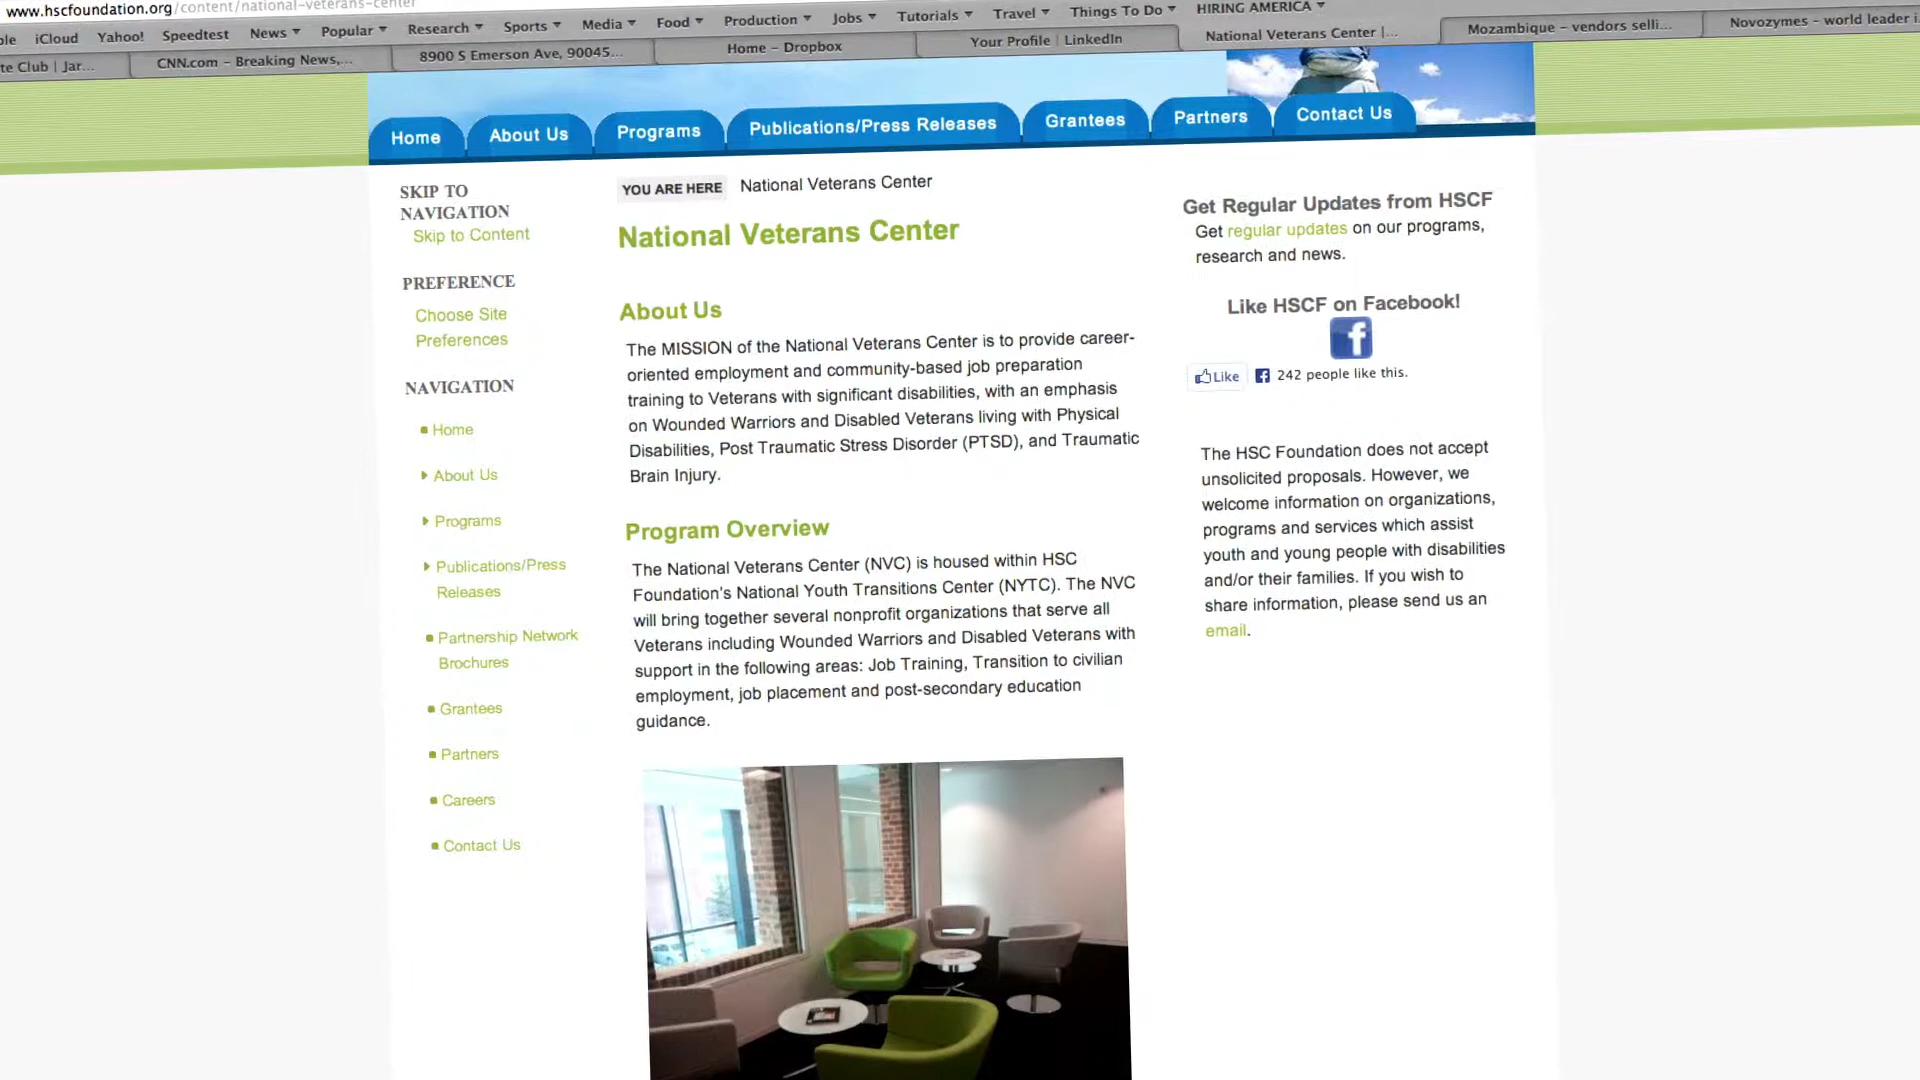 www.hscfoundation.org/content/national-veterans-center
iCloud Yahoo! Speedtest News Popular Research Sports Media Food Production Jobs Tutorials Travel Things To Do HIRING AMERICA
te Club | Jar... CNN.com – Breaking News,... 8900 S Emerson Ave, 90045... Home – Dropbox Your Profile | LinkedIn National Veterans Center |... Mozambique – vendors selli... Novozymes – world leader i
Home About Us Programs Publications/Press Releases Grantees Partners Contact Us
SKIP TO
NAVIGATION
Skip to Content
PREFERENCE
Choose Site
Preferences
NAVIGATION
Home
About Us
Programs
Publications/Press
Releases
Partnership Network
Brochures
Grantees
Partners
Careers
Contact Us
YOU ARE HERE National Veterans Center
National Veterans Center
About Us
The MISSION of the National Veterans Center is to provide career-
oriented employment and community-based job preparation
training to Veterans with significant disabilities, with an emphasis
on Wounded Warriors and Disabled Veterans living with Physical
Disabilities, Post Traumatic Stress Disorder (PTSD), and Traumatic
Brain Injury.
Program Overview
The National Veterans Center (NVC) is housed within HSC
Foundation's National Youth Transitions Center (NYTC). The NVC
will bring together several nonprofit organizations that serve all
Veterans including Wounded Warriors and Disabled Veterans with
support in the following areas: Job Training, Transition to civilian
employment, job placement and post-secondary education
guidance.
Get Regular Updates from HSCF
Get regular updates on our programs,
research and news.
Like HSCF on Facebook!
Like 242 people like this.
The HSC Foundation does not accept
unsolicited proposals. However, we
welcome information on organizations,
programs and services which assist
youth and young people with disabilities
and/or their families. If you wish to
share information, please send us an
email.